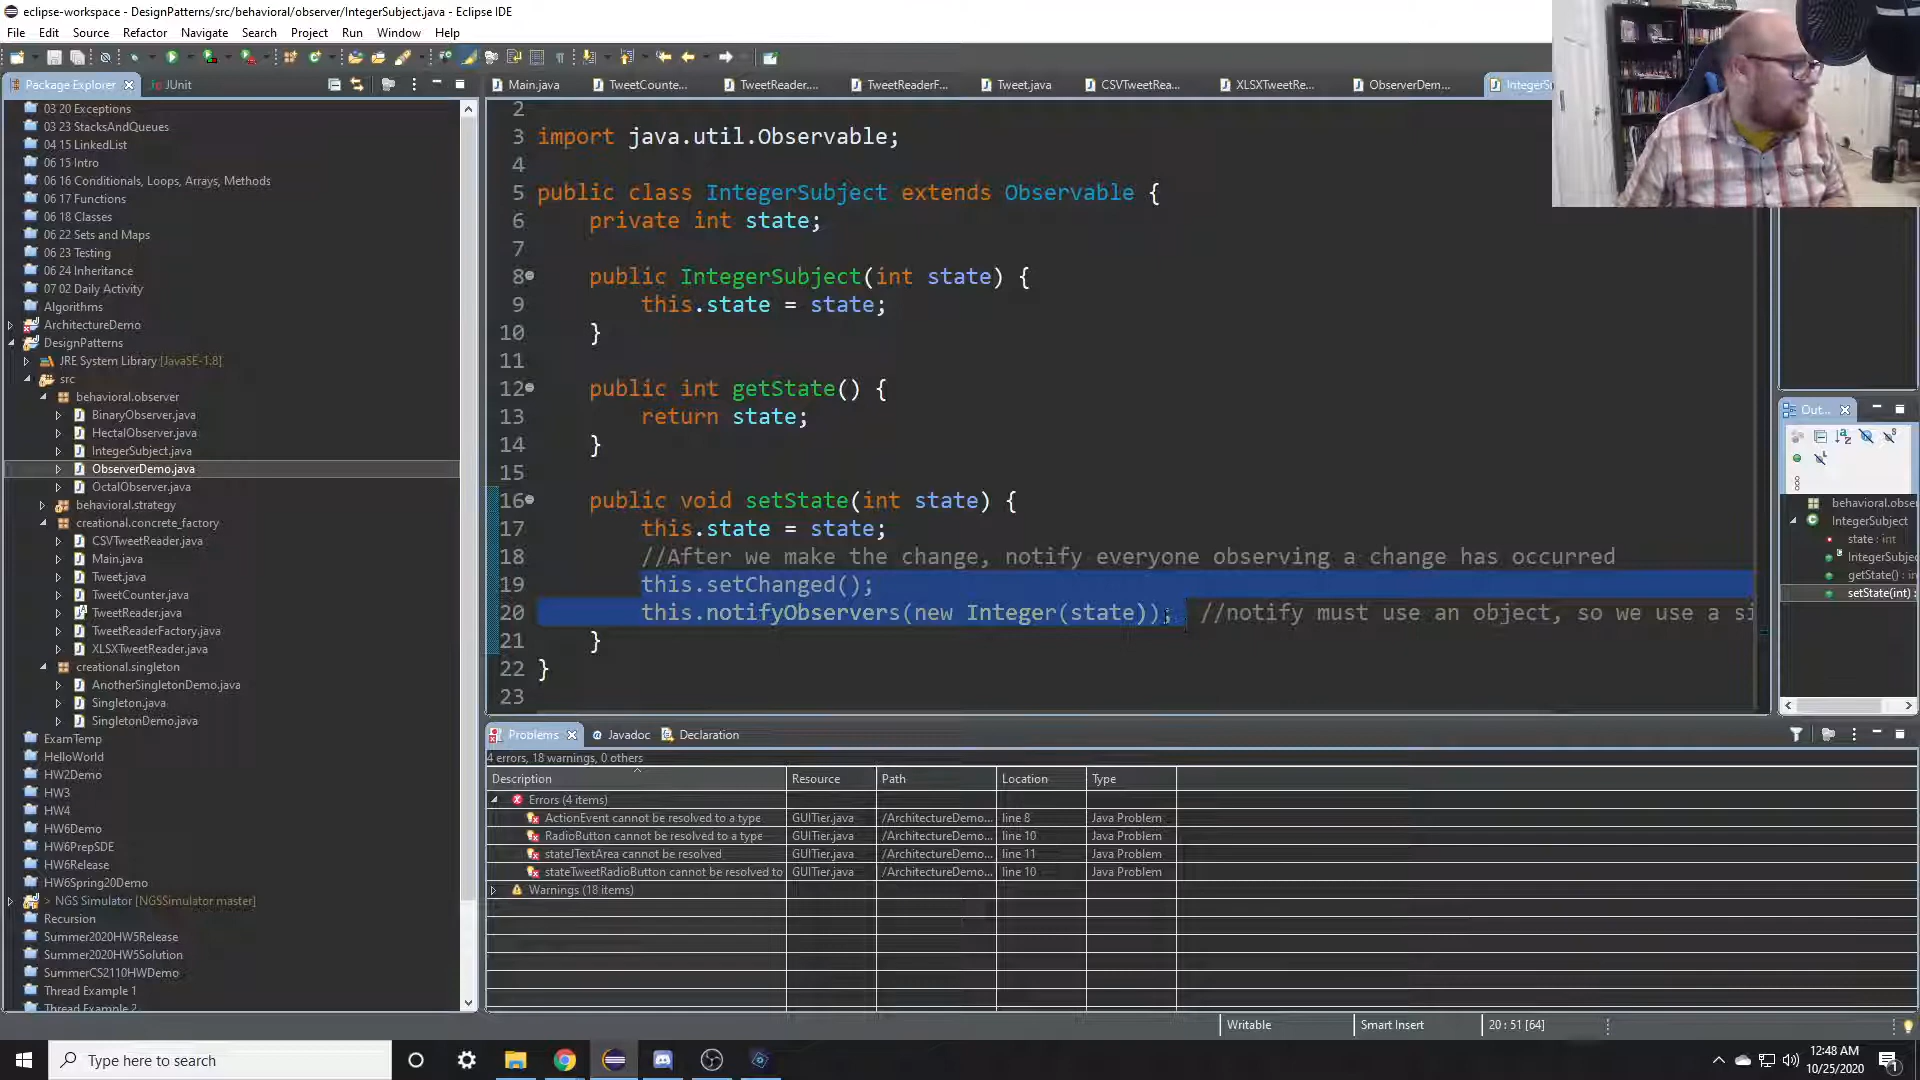 eclipse-workspace - DesignPatterns/src/behavioral/observer/IntegerSubject.java - Eclipse IDE
File Edit Source Refactor Navigate Search Project Run Window Help
Package Explorer JUnit
03 20 Exceptions
03 23 StacksAndQueues
04 15 LinkedList
06 15 Intro
06 16 Conditionals, Loops, Arrays, Methods
06 17 Functions
06 18 Classes
06 22 Sets and Maps
06 23 Testing
06 24 Inheritance
07 02 Daily Activity
Algorithms
ArchitectureDemo
DesignPatterns
JRE System Library [JavaSE-1.8]
src
behavioral.observer
BinaryObserver.java
HectalObserver.java
IntegerSubject.java
ObserverDemo.java
OctalObserver.java
behavioral.strategy
creational.concrete_factory
CSVTweetReader.java
Main.java
Tweet.java
TweetCounter.java
TweetReader.java
TweetReaderFactory.java
XLSXTweetReader.java
creational.singleton
AnotherSingletonDemo.java
Singleton.java
SingletonDemo.java
ExamTemp
HelloWorld
HW2Demo
HW3
HW4
HW6Demo
HW6PrepSDE
HW6Release
HW6Spring20Demo
> NGS Simulator [NGSSimulator master]
Recursion
Summer2020HW5Release
Summer2020HW5Solution
SummerCS2110HWDemo
Thread Example 1
Thread Example 2
Main.java TweetCounte... TweetReader.... TweetReaderF... Tweet.java CSVTweetRea... XLSXTweetRe... ObserverDem... IntegerS
2
3 import java.util.Observable;
4
5 public class IntegerSubject extends Observable {
6 private int state;
7
8 public IntegerSubject(int state) {
9 this.state = state;
10 }
11
12 public int getState() {
13 return state;
14 }
15
16 public void setState(int state) {
17 this.state = state;
18 //After we make the change, notify everyone observing a change has occurred
19 this.setChanged();
20 this.notifyObservers(new Integer(state)); //notify must use an object, so we use a si
21 }
22 }
23
Out...
behavioral.obse
IntegerSubject
state : int
IntegerSubjec
getState() : in
setState(int) :
Problems Javadoc Declaration
4 errors, 18 warnings, 0 others
Description Resource Path Location Type
Errors (4 items)
ActionEvent cannot be resolved to a type GUITier.java /ArchitectureDemo... line 8 Java Problem
RadioButton cannot be resolved to a type GUITier.java /ArchitectureDemo... line 10 Java Problem
stateJTextArea cannot be resolved GUITier.java /ArchitectureDemo... line 11 Java Problem
stateTweetRadioButton cannot be resolved to GUITier.java /ArchitectureDemo... line 10 Java Problem
Warnings (18 items)
Writable Smart Insert 20 : 51 [64]
Type here to search
12:48 AM
10/25/2020
1